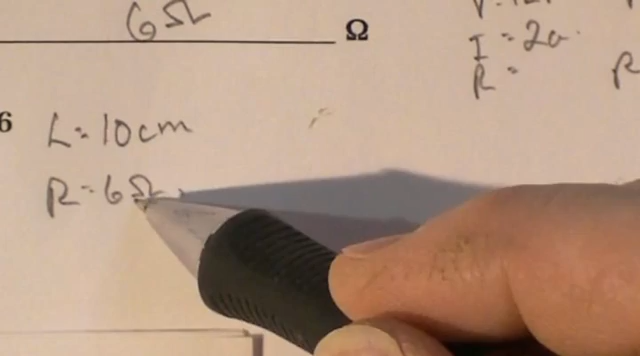 6Ω
Ω
I = 2a.
R =
R
6 L = 10cm
R = 6Ω